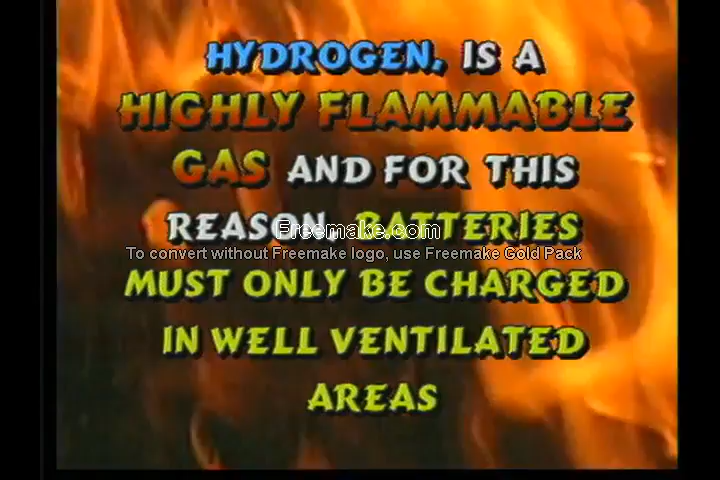 HYDROGEN, IS A
HIGHLY FLAMMABLE
GAS AND FOR THIS
REASON, BATTERIES
Freemake.com
To convert without Freemake logo, use Freemake Gold Pack
MUST ONLY BE CHARGED
IN WELL VENTILATED
AREAS